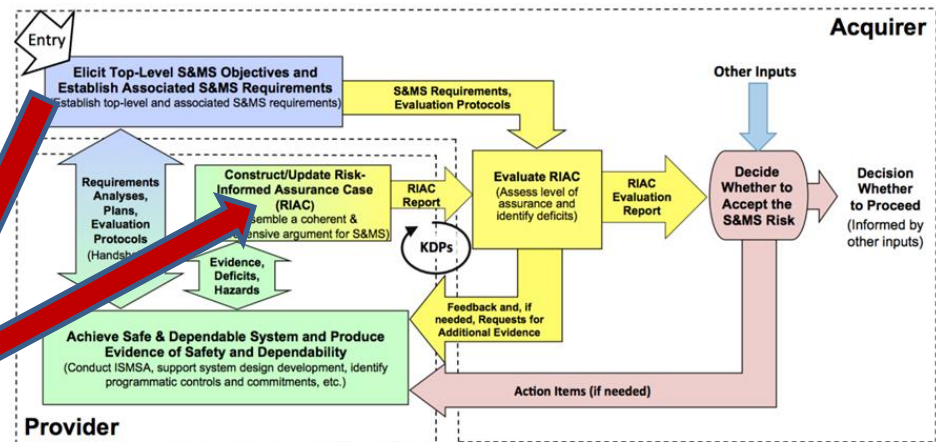 Entry
Acquirer
Elicit Top-Level S&MS Objectives and
Establish Associated S&MS Requirements
(Establish top-level and associated S&MS requirements)
S&MS Requirements,
Evaluation Protocols
Other Inputs
Requirements
Analyses,
Plans,
Evaluation
Protocols
Construct/Update Risk-
Informed Assurance Case
(RIAC)
a coherent &
argument for S&MS)
RIAC
Report
KDPs
Evaluate RIAC
(Assess level of
assurance and
identify deficits)
RIAC
Evaluation
Report
Decide
Whether to
Accept the
S&MS Risk
Decision
Whether
to Proceed
(Informed by
other inputs)
Evidence,
Deficits,
Hazards
Feedback and, if
needed, Requests for
Additional Evidence
Achieve Safe & Dependable System and Produce
Evidence of Safety and Dependability
(Conduct ISMSA, support system design development, identify
programmatic controls and commitments, etc.)
Action Items (if needed)
Provider